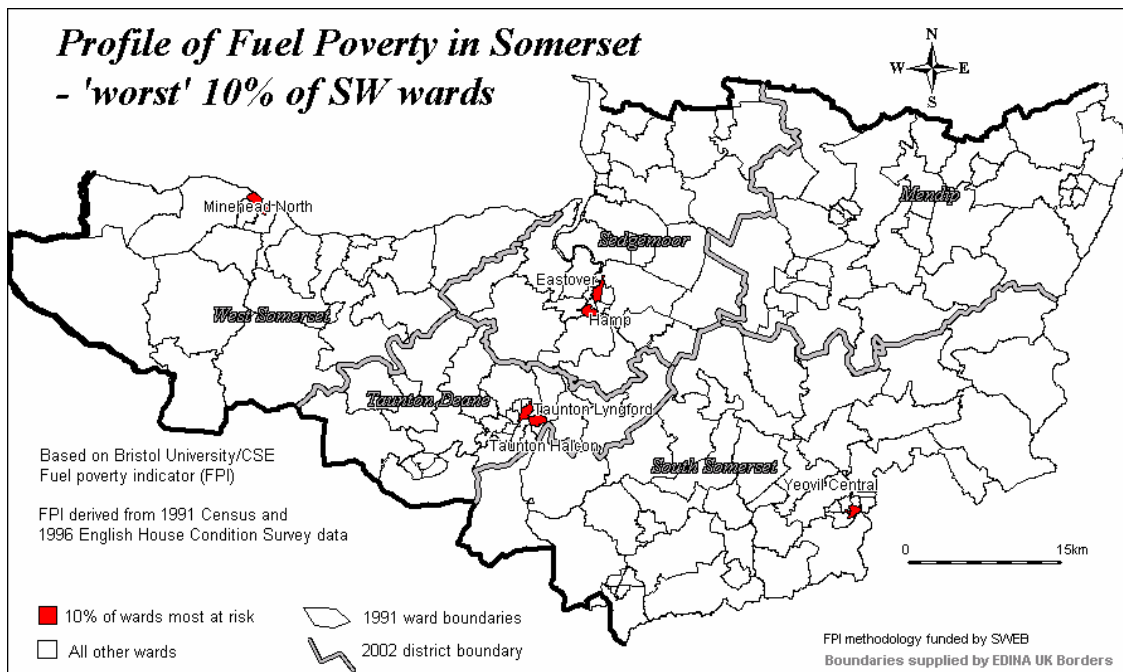 Profile of Fuel Poverty in Somerset
- 'worst' 10% of SW wards
N
W E
S
Mendip
Minehead North
Sedgemoor
Eastover
West Somerset
Hamp
Taunton Deane
Taunton Lyngford
Taunton Halcon
South Somerset
Yeovil Central
Based on Bristol University/CSE
Fuel poverty indicator (FPI)
FPI derived from 1991 Census and
1996 English House Condition Survey data
0 15km
10% of wards most at risk
All other wards
1991 ward boundaries
2002 district boundary
FPI methodology funded by SWEB
Boundaries supplied by EDINA UK Borders